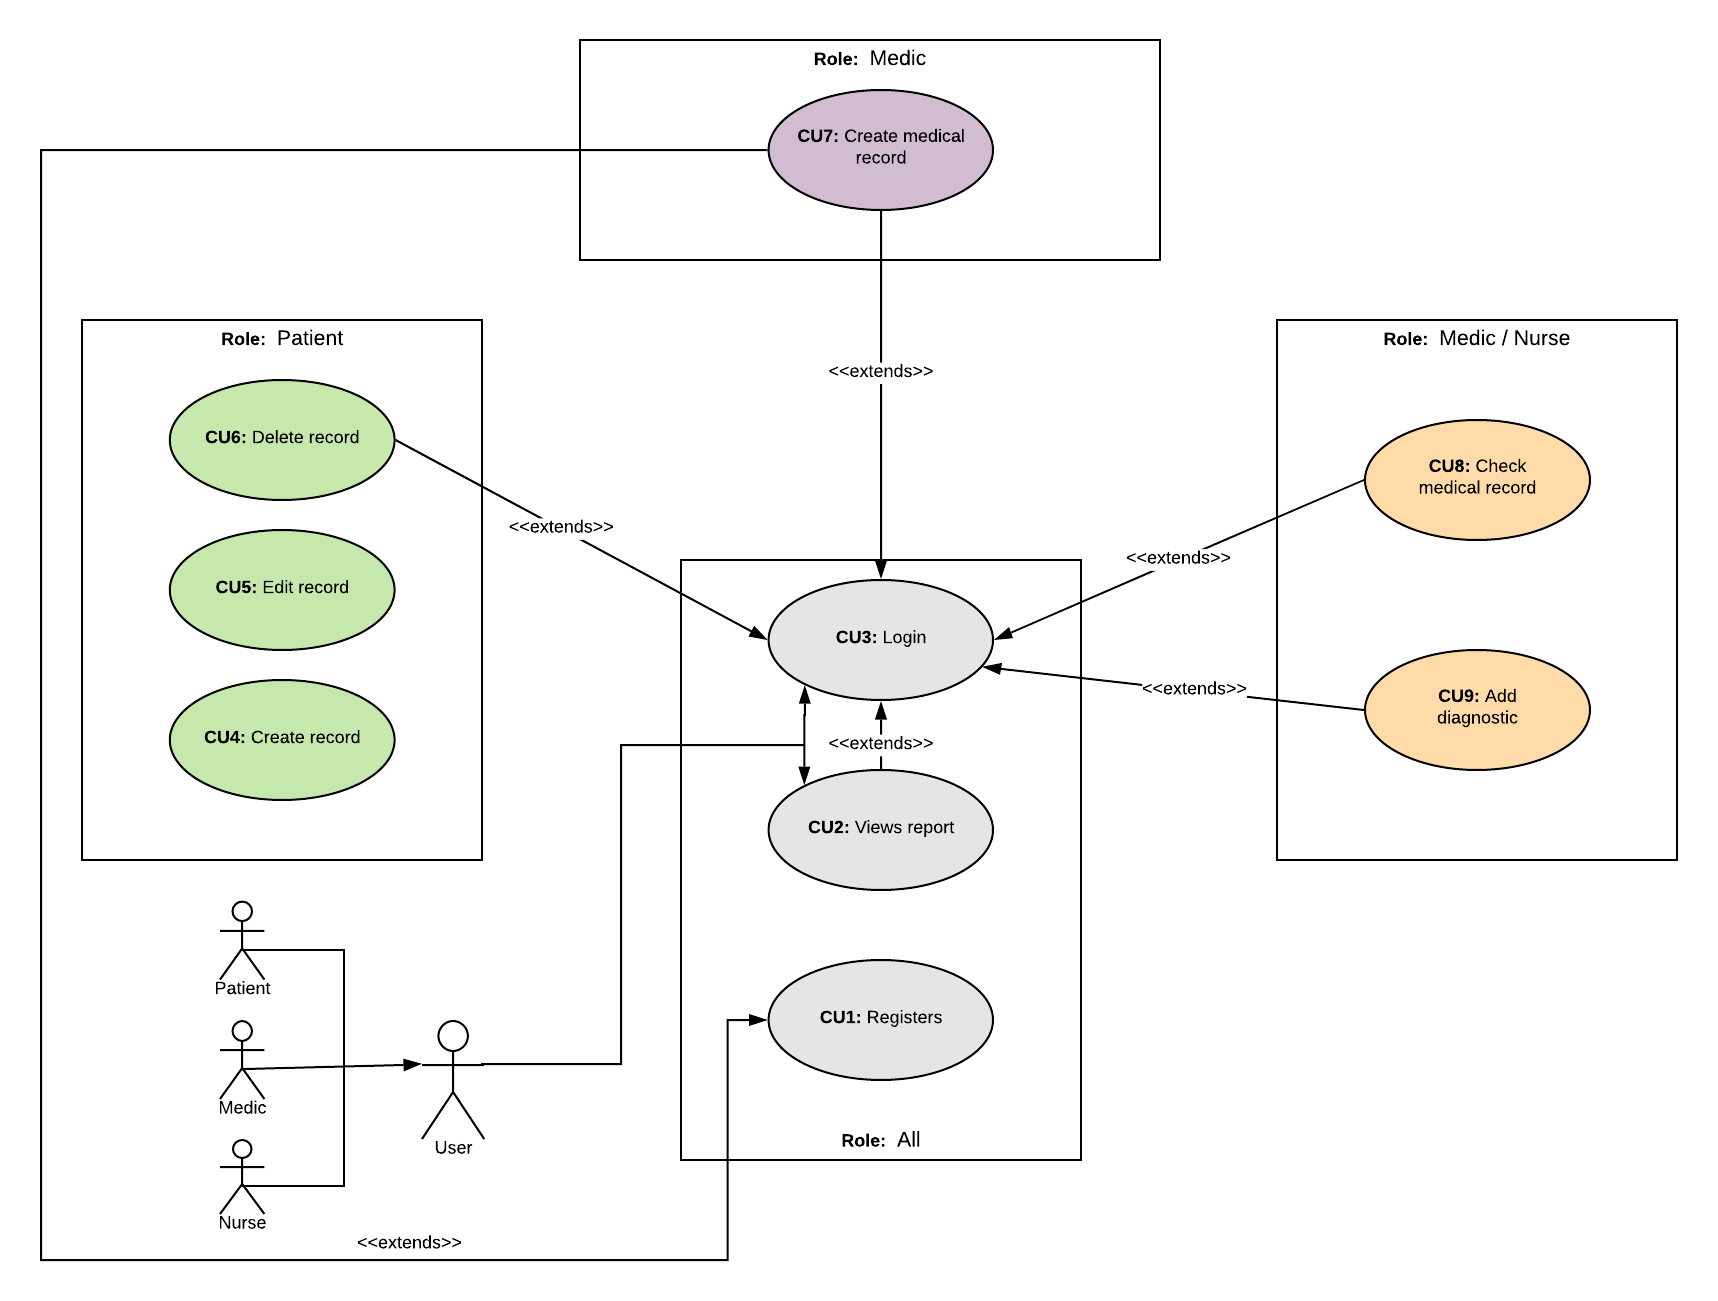 Role: Medic
CU7: Create medical
record
Role: Patient
CU6: Delete record
CU5: Edit record
CU4: Create record
<<extends>>
<<extends>>
Role: Medic / Nurse
CU8: Check
medical record
CU9: Add
diagnostic
<<extends>>
<<extends>>
CU3: Login
<<extends>>
CU2: Views report
CU1: Registers
Role: All
Patient
Medic
Nurse
User
<<extends>>